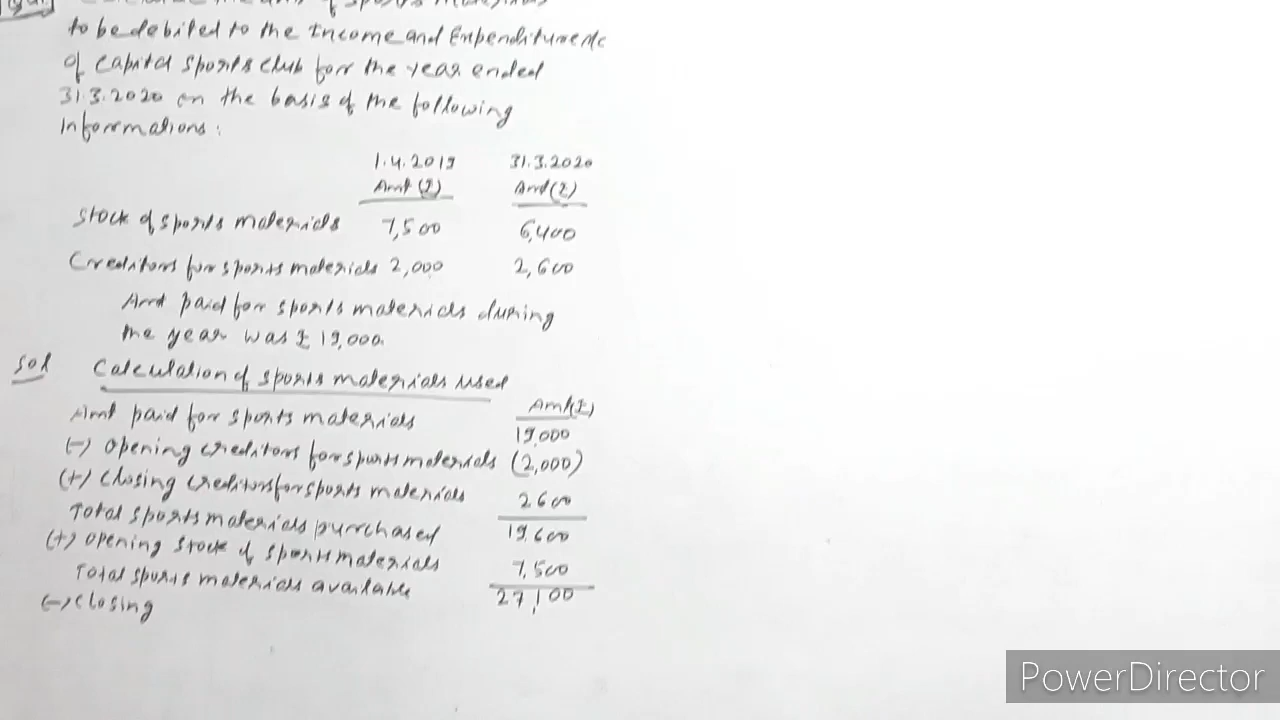 to be debited to the Income and Expenditure A/c
of capital sports club for the year ended
31.3.2020 on the basis of the following
Informations:
1.4.2019 31.3.2020
Amt (₹) Amt (₹)
Stock of sports materials 7,500 6,400
Creditors for sports materials 2,000 2,600
Amt paid for sports materials during
the year was ₹ 19,000.
Sol Calculation of sports materials used
Amt (₹)
Amt paid for sports materials 19,000
(-) Opening creditors for sports materials (2,000)
(+) Closing creditors for sports materials 2600
Total sports materials purchased 19,600
(+) Opening stock of sports materials 7,500
Total sports materials available 27,100
(-) Closing
PowerDirector